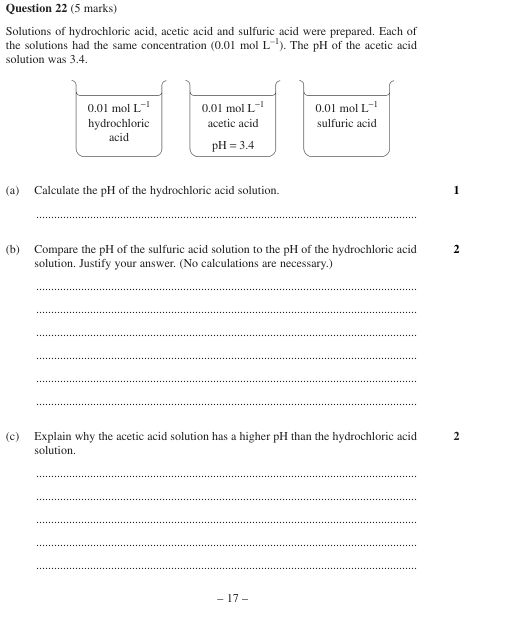 Question 22 (5 marks)
Solutions of hydrochloric acid, acetic acid and sulfuric acid were prepared. Each of
the solutions had the same concentration (0.01 mol L⁻¹). The pH of the acetic acid
solution was 3.4.
0.01 mol L⁻¹
hydrochloric
acid
0.01 mol L⁻¹
acetic acid
pH = 3.4
0.01 mol L⁻¹
sulfuric acid
(a) Calculate the pH of the hydrochloric acid solution. 1
(b) Compare the pH of the sulfuric acid solution to the pH of the hydrochloric acid 2
solution. Justify your answer. (No calculations are necessary.)
(c) Explain why the acetic acid solution has a higher pH than the hydrochloric acid 2
solution.
– 17 –